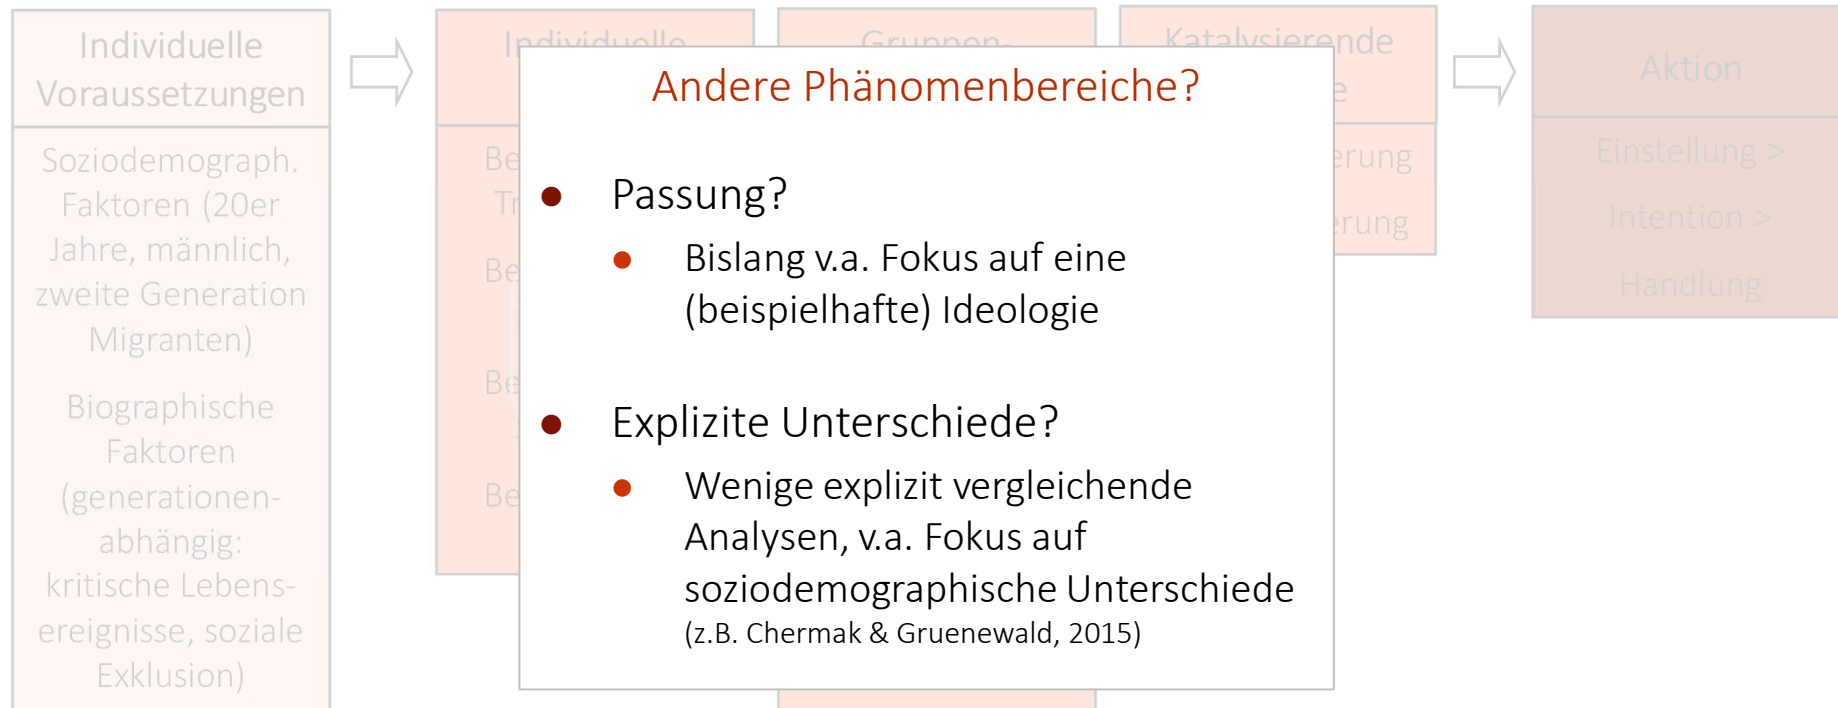 Individuelle
Voraussetzungen
Soziodemograph.
Faktoren (20er
Jahre, männlich,
zweite Generation
Migranten)
Biographische
Faktoren
(generationen-
abhängig:
kritische Lebens-
ereignisse, soziale
Exklusion)
Individuelle
Gruppen-
Katalysierende
Aktion
Einstellung >
Intention >
Handlung
Andere Phänomenbereiche?
● Passung?
● Bislang v.a. Fokus auf eine
(beispielhafte) Ideologie
● Explizite Unterschiede?
● Wenige explizit vergleichende
Analysen, v.a. Fokus auf
soziodemographische Unterschiede
(z.B. Chermak & Gruenewald, 2015)